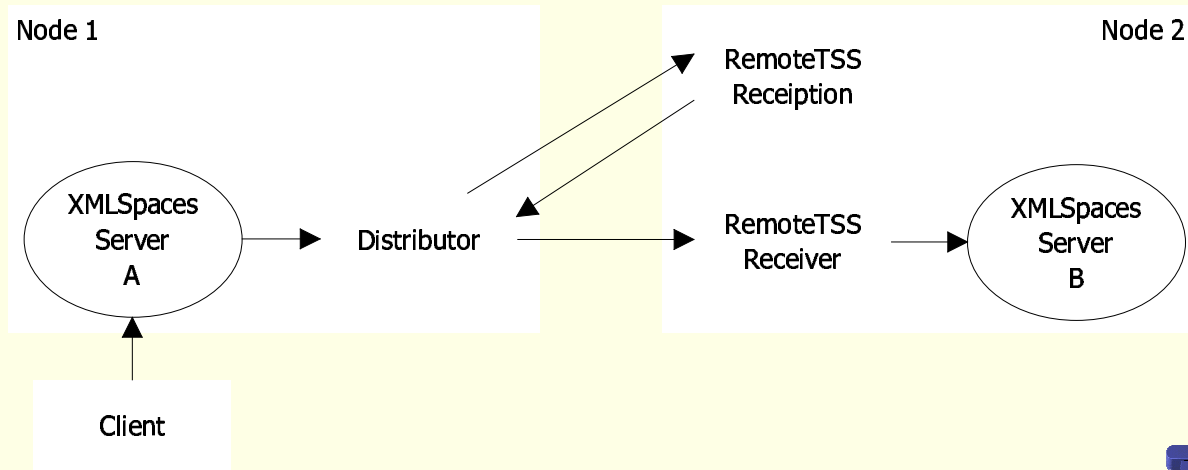 Node 1
Node 2
RemoteTSS
Receiption
XMLSpaces
Server
A
Distributor
RemoteTSS
Receiver
XMLSpaces
Server
B
Client